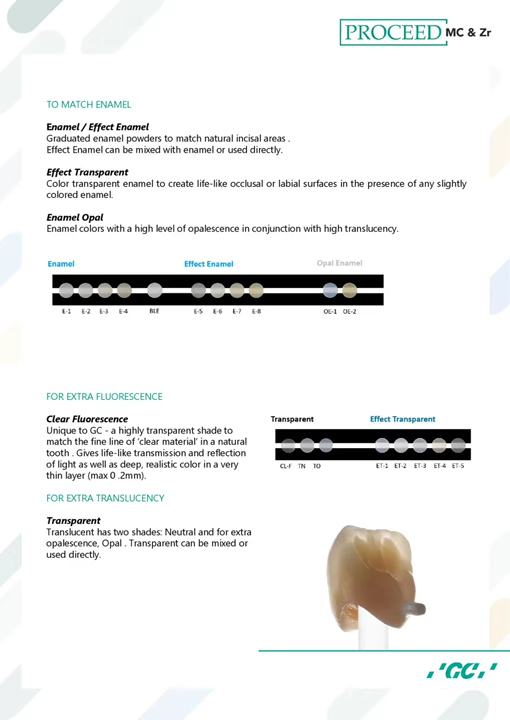 PROCEED MC & Zr
TO MATCH ENAMEL
Enamel / Effect Enamel
Graduated enamel powders to match natural incisal areas .
Effect Enamel can be mixed with enamel or used directly.
Effect Transparent
Color transparent enamel to create life-like occlusal or labial surfaces in the presence of any slightly
colored enamel.
Enamel Opal
Enamel colors with a high level of opalescence in conjunction with high translucency.
Enamel Effect Enamel Opal Enamel
E-1 E-2 E-3 E-4 BLE E-5 E-6 E-7 E-8 OE-1 OE-2
FOR EXTRA FLUORESCENCE
Clear Fluorescence
Unique to GC - a highly transparent shade to
match the fine line of 'clear material' in a natural
tooth . Gives life-like transmission and reflection
of light as well as deep, realistic color in a very
thin layer (max 0 .2mm).
Transparent Effect Transparent
CL-F TN TO ET-1 ET-2 ET-3 ET-4 ET-5
FOR EXTRA TRANSLUCENCY
Transparent
Translucent has two shades: Neutral and for extra
opalescence, Opal . Transparent can be mixed or
used directly.
GC